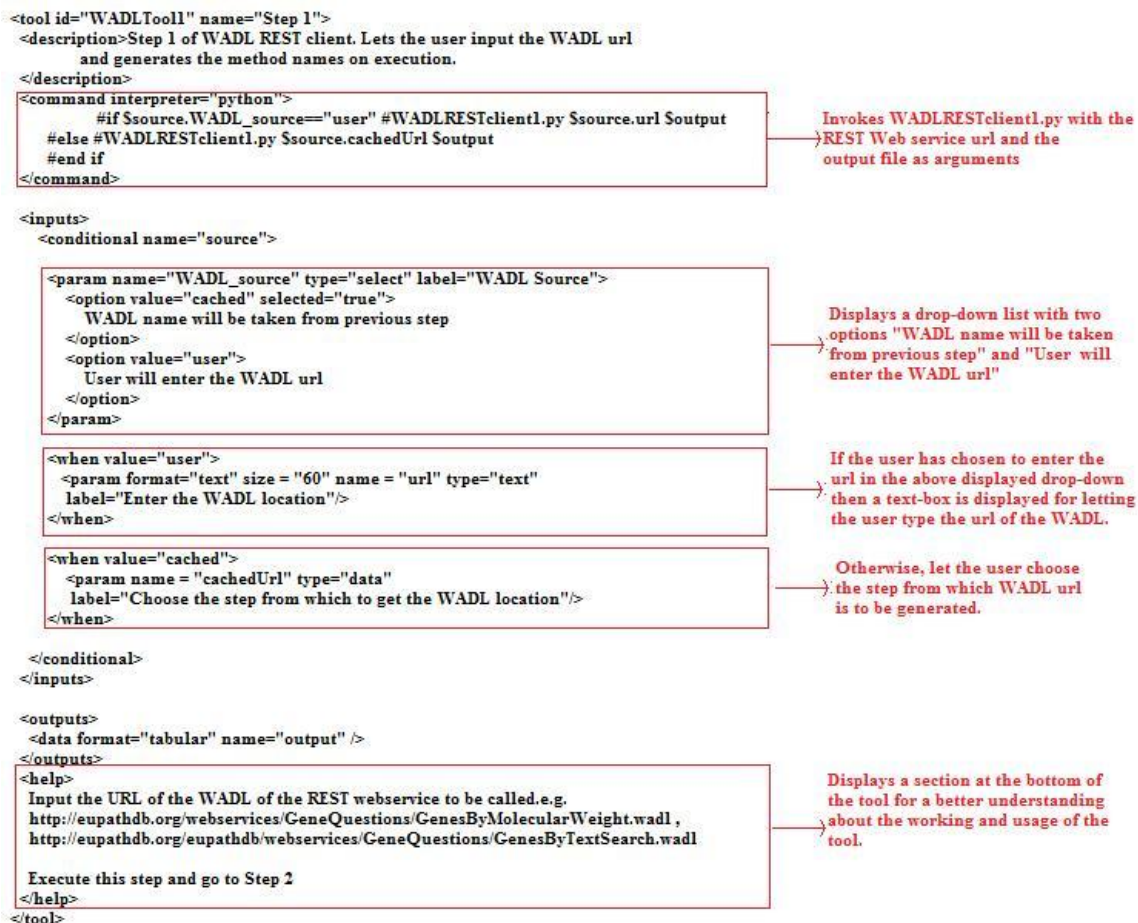 <tool id="WADLTool1" name="Step 1">
<description>Step 1 of WADL REST client. Lets the user input the WADL url
and generates the method names on execution.
</description>
<command interpreter="python">
#if $source.WADL_source=="user" #WADLRESTclient1.py $source.url $output
#else #WADLRESTclient1.py $source.cachedUrl $output
#end if
</command>
Invokes WADLRESTclient1.py with the
REST Web service url and the
output file as arguments
<inputs>
<conditional name="source">
<param name="WADL_source" type="select" label="WADL Source">
<option value="cached" selected="true">
WADL name will be taken from previous step
</option>
<option value="user">
User will enter the WADL url
</option>
</param>
Displays a drop-down list with two
options "WADL name will be taken
from previous step" and "User will
enter the WADL url"
<when value="user">
<param format="text" size = "60" name = "url" type="text"
label="Enter the WADL location"/>
</when>
If the user has chosen to enter the
url in the above displayed drop-down
then a text-box is displayed for letting
the user type the url of the WADL.
<when value="cached">
<param name = "cachedUrl" type="data"
label="Choose the step from which to get the WADL location"/>
</when>
Otherwise, let the user choose
the step from which WADL url
is to be generated.
</conditional>
</inputs>
<outputs>
<data format="tabular" name="output" />
</outputs>
<help>
Input the URL of the WADL of the REST webservice to be called.e.g.
http://eupathdb.org/webservices/GeneQuestions/GenesByMolecularWeight.wadl ,
http://eupathdb.org/eupathdb/webservices/GeneQuestions/GenesByTextSearch.wadl
Execute this step and go to Step 2
</help>
</tool>
Displays a section at the bottom of
the tool for a better understanding
about the working and usage of the
tool.